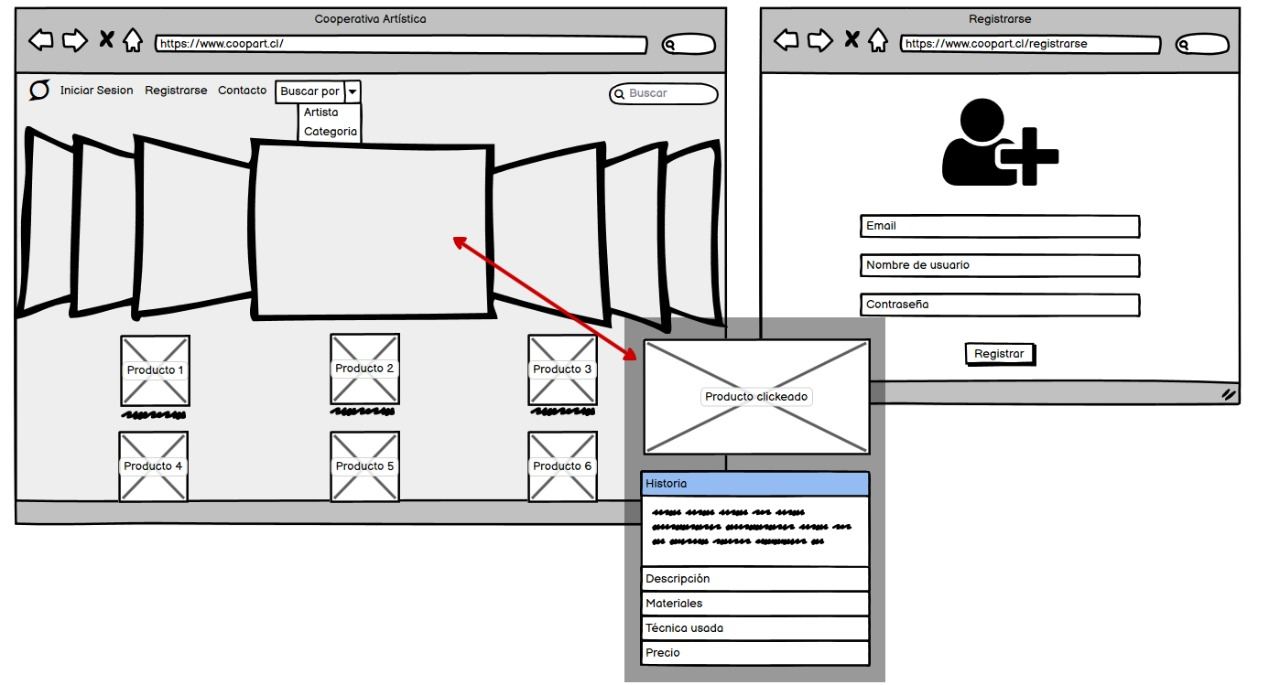 Cooperativa Artística
https://www.coopart.cl/
Iniciar Sesion Registrarse Contacto Buscar por Buscar
Artista
Categoria
Producto 1 Producto 2 Producto 3
Producto 4 Producto 5 Producto 6
Registrarse
https://www.coopart.cl/registrarse
Email
Nombre de usuario
Contraseña
Registrar
Producto clickeado
Historia
Descripción
Materiales
Técnica usada
Precio